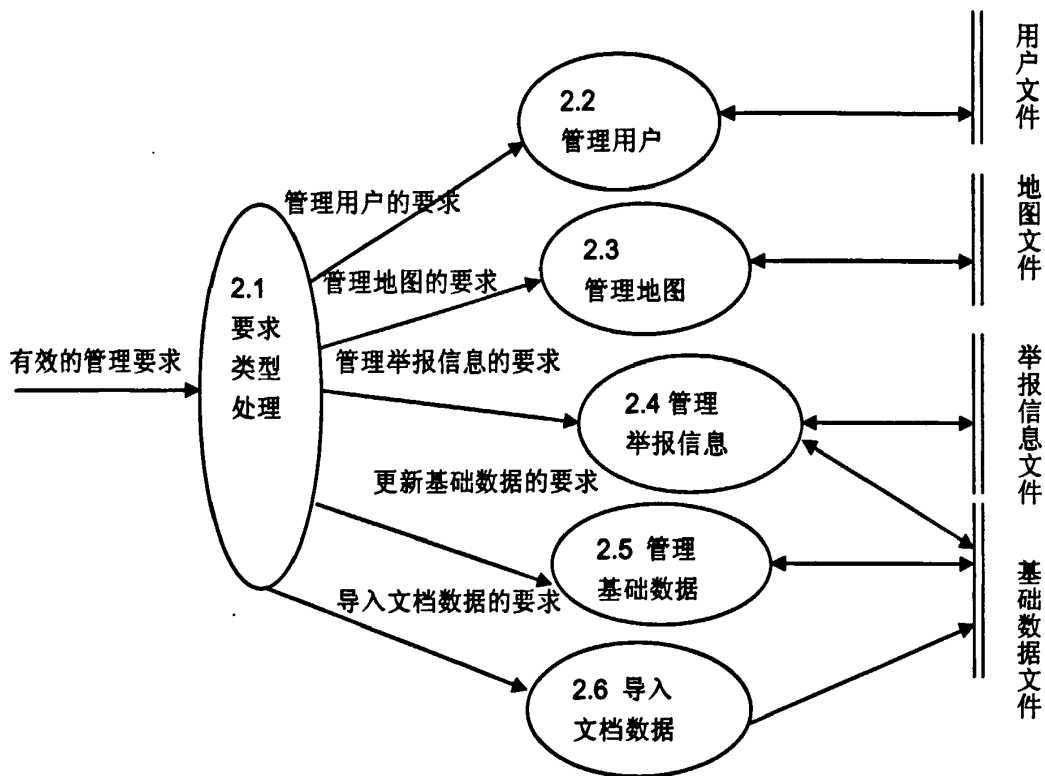 有效的管理要求
2.1
要求
类型
处理
管理用户的要求
管理地图的要求
管理举报信息的要求
更新基础数据的要求
导入文档数据的要求
2.2
管理用户
2.3
管理地图
2.4 管理
举报信息
2.5 管理
基础数据
2.6 导入
文档数据
用户文件
地图文件
举报信息文件
基础数据文件